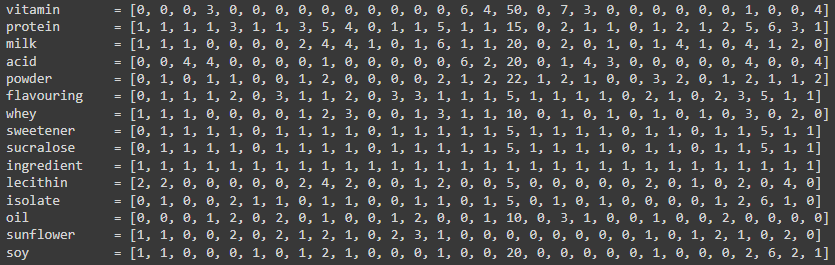 vitamin = [0, 0, 0, 3, 0, 0, 0, 0, 0, 0, 0, 0, 0, 0, 6, 4, 50, 0, 7, 3, 0, 0, 0, 0, 0, 0, 1, 0, 0, 4]
protein = [1, 1, 1, 1, 3, 1, 1, 3, 5, 4, 0, 1, 1, 5, 1, 1, 15, 0, 2, 1, 1, 0, 1, 2, 1, 2, 5, 6, 3, 1]
milk = [1, 1, 1, 0, 0, 0, 0, 2, 4, 4, 1, 0, 1, 6, 1, 1, 20, 0, 2, 0, 1, 0, 1, 4, 1, 0, 4, 1, 2, 0]
acid = [0, 0, 4, 4, 0, 0, 0, 0, 1, 0, 0, 0, 0, 0, 6, 2, 20, 0, 1, 4, 3, 0, 0, 0, 0, 0, 4, 0, 0, 4]
powder = [0, 1, 0, 1, 1, 0, 0, 1, 2, 0, 0, 0, 0, 2, 1, 2, 22, 1, 2, 1, 0, 0, 3, 2, 0, 1, 2, 1, 1, 2]
flavouring = [0, 1, 1, 1, 2, 0, 3, 1, 1, 2, 0, 3, 3, 1, 1, 1, 5, 1, 1, 1, 1, 0, 2, 1, 0, 2, 3, 5, 1, 1]
whey = [1, 1, 1, 0, 0, 0, 0, 1, 2, 3, 0, 0, 1, 3, 1, 1, 10, 0, 1, 0, 1, 0, 1, 0, 1, 0, 3, 0, 2, 0]
sweetener = [0, 1, 1, 1, 1, 0, 1, 1, 1, 1, 0, 1, 1, 1, 1, 1, 5, 1, 1, 1, 1, 0, 1, 1, 0, 1, 1, 5, 1, 1]
sucralose = [0, 1, 1, 1, 1, 0, 1, 1, 1, 1, 0, 1, 1, 1, 1, 1, 5, 1, 1, 1, 1, 0, 1, 1, 0, 1, 1, 5, 1, 1]
ingredient = [1, 1, 1, 1, 1, 1, 1, 1, 1, 1, 1, 1, 1, 1, 1, 1, 1, 1, 1, 1, 1, 1, 1, 1, 1, 1, 1, 1, 1, 1]
lecithin = [2, 2, 0, 0, 0, 0, 0, 2, 4, 2, 0, 0, 1, 2, 0, 0, 5, 0, 0, 0, 0, 0, 2, 0, 1, 0, 2, 0, 4, 0]
isolate = [0, 1, 0, 0, 2, 1, 1, 0, 1, 1, 0, 0, 1, 1, 0, 1, 5, 0, 1, 0, 1, 0, 0, 0, 0, 1, 2, 6, 1, 0]
oil = [0, 0, 0, 1, 2, 0, 2, 0, 1, 0, 0, 1, 2, 0, 0, 1, 10, 0, 3, 1, 0, 0, 1, 0, 0, 2, 0, 0, 0, 0]
sunflower = [1, 1, 0, 0, 2, 0, 2, 1, 2, 1, 0, 2, 3, 1, 0, 0, 0, 0, 0, 0, 0, 0, 1, 0, 1, 2, 1, 0, 2, 0]
soy = [1, 1, 0, 0, 0, 1, 0, 1, 2, 1, 0, 0, 0, 1, 0, 0, 20, 0, 0, 0, 0, 0, 1, 0, 0, 0, 2, 6, 2, 1]